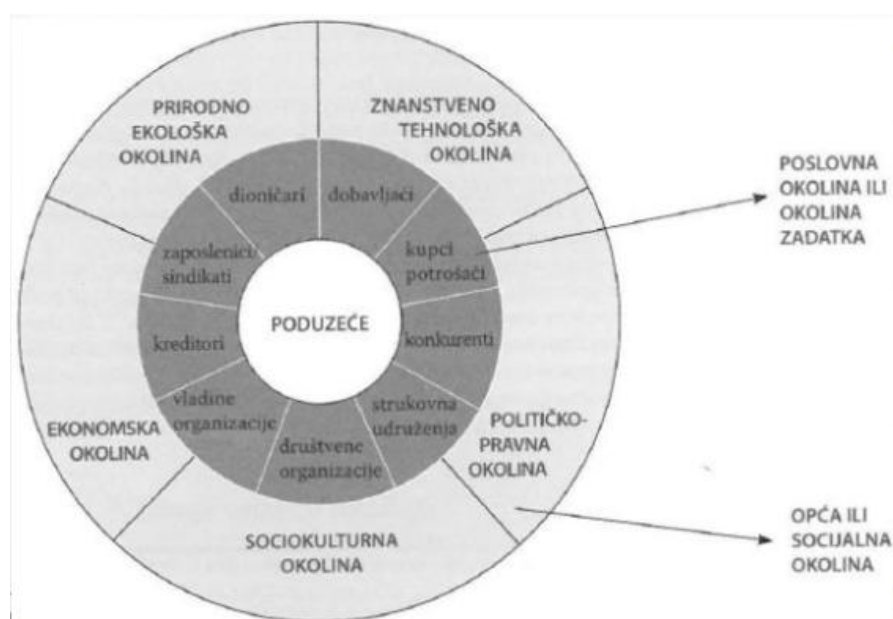 PRIRODNO
EKOLOŠKA
OKOLINA
ZNANSTVENO
TEHNOLOŠKA
OKOLINA
POSLOVNA
OKOLINA ILI
OKOLINA
ZADATKA
dioničari
dobavljači
zaposlenici/
sindikati
kupci
potrošači
PODUZEĆE
kreditori
konkurenti
vladine
organizacije
strukovna
udruženja
društvene
organizacije
EKONOMSKA
OKOLINA
POLITIČKO-
PRAVNA
OKOLINA
SOCIOKULTURNA
OKOLINA
OPĆA ILI
SOCIJALNA
OKOLINA